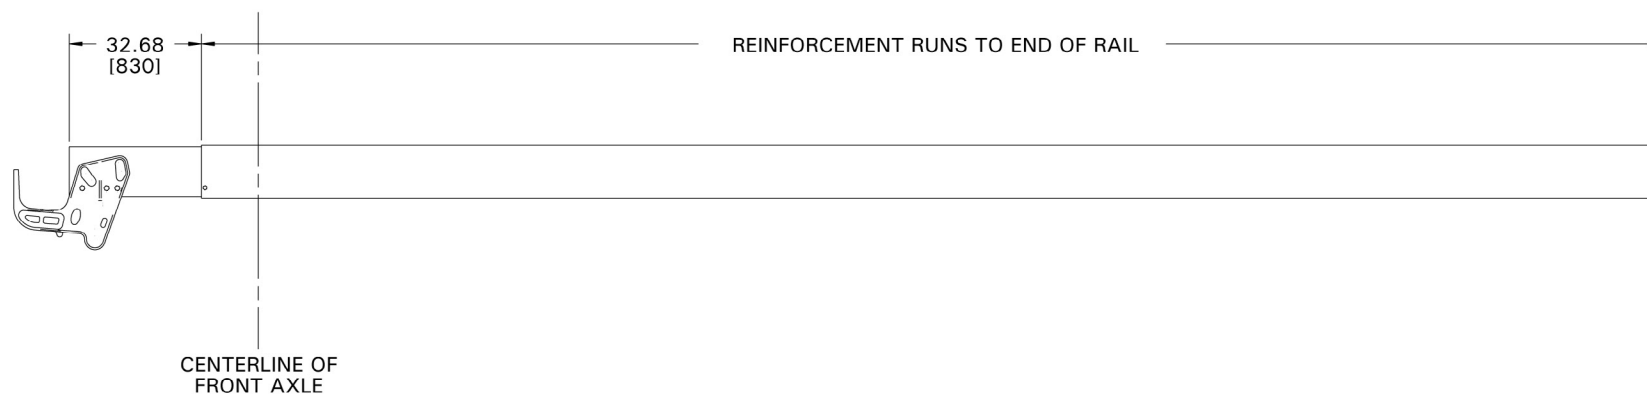 32.68
[830]
REINFORCEMENT RUNS TO END OF RAIL
CENTERLINE OF
FRONT AXLE